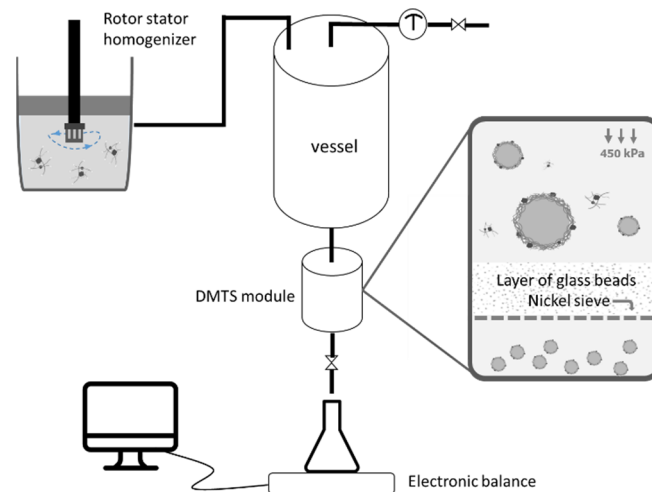 Rotor stator
homogenizer
vessel
450 kPa
DMTS module
Layer of glass beads
Nickel sieve
Electronic balance